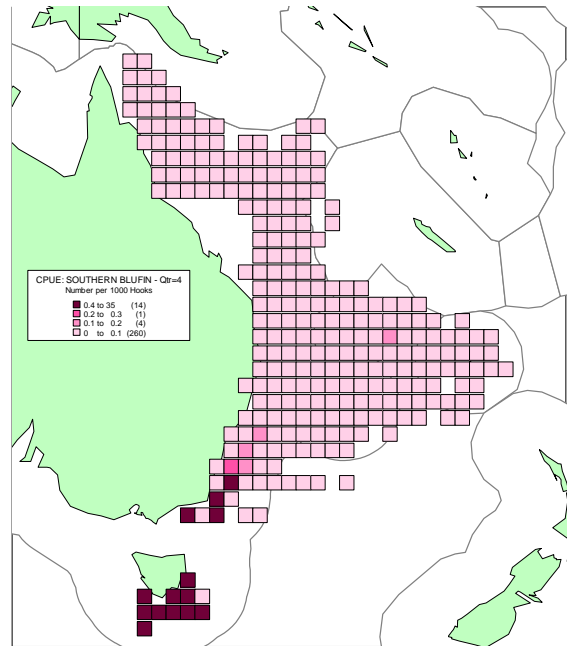 CPUE: SOUTHERN BLUFIN - Qtr=4
Number per 1000 Hooks
0.4 to 35 (14)
0.2 to 0.3 (1)
0.1 to 0.2 (4)
0 to 0.1 (260)